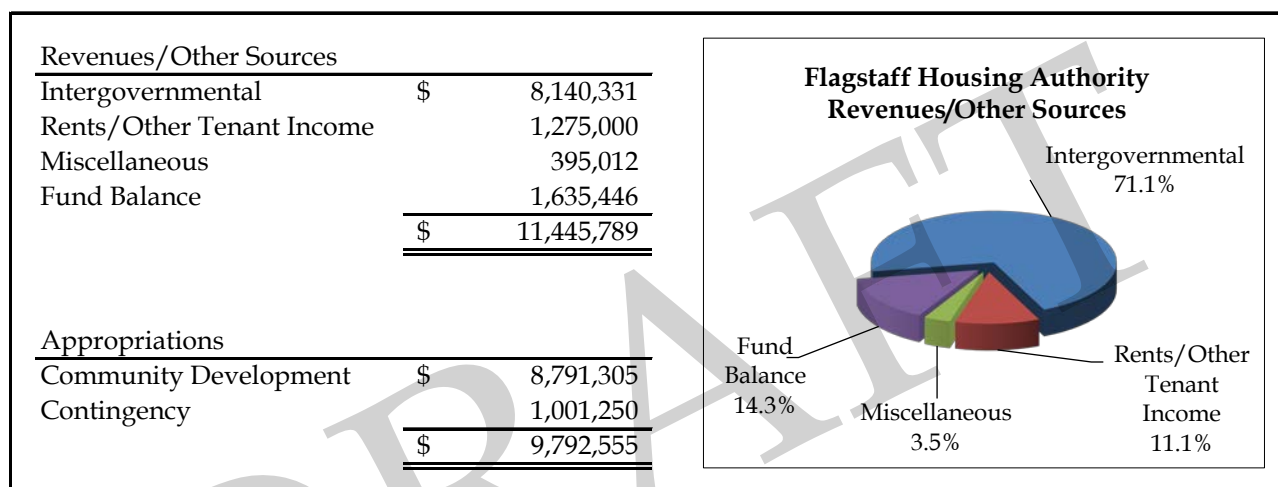 Revenues/Other Sources
Intergovernmental $ 8,140,331
Rents/Other Tenant Income 1,275,000
Miscellaneous 395,012
Fund Balance 1,635,446
$ 11,445,789
Appropriations
Community Development $ 8,791,305
Contingency 1,001,250
$ 9,792,555
Flagstaff Housing Authority
Revenues/Other Sources
Intergovernmental
71.1%
Rents/Other
Tenant
Income
11.1%
Miscellaneous
3.5%
Fund
Balance
14.3%
DRAFT